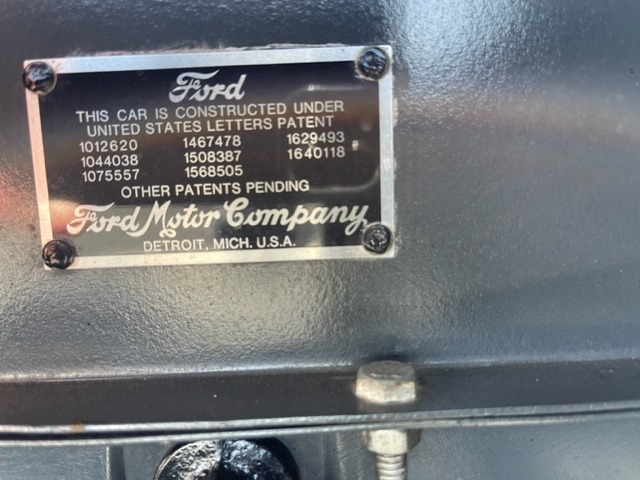 Ford
THIS CAR IS CONSTRUCTED UNDER
UNITED STATES LETTERS PATENT
1012620 1467478 1629493
1044038 1508387 1640118
1075557 1568505
OTHER PATENTS PENDING
Ford Motor Company
DETROIT, MICH. U.S.A.